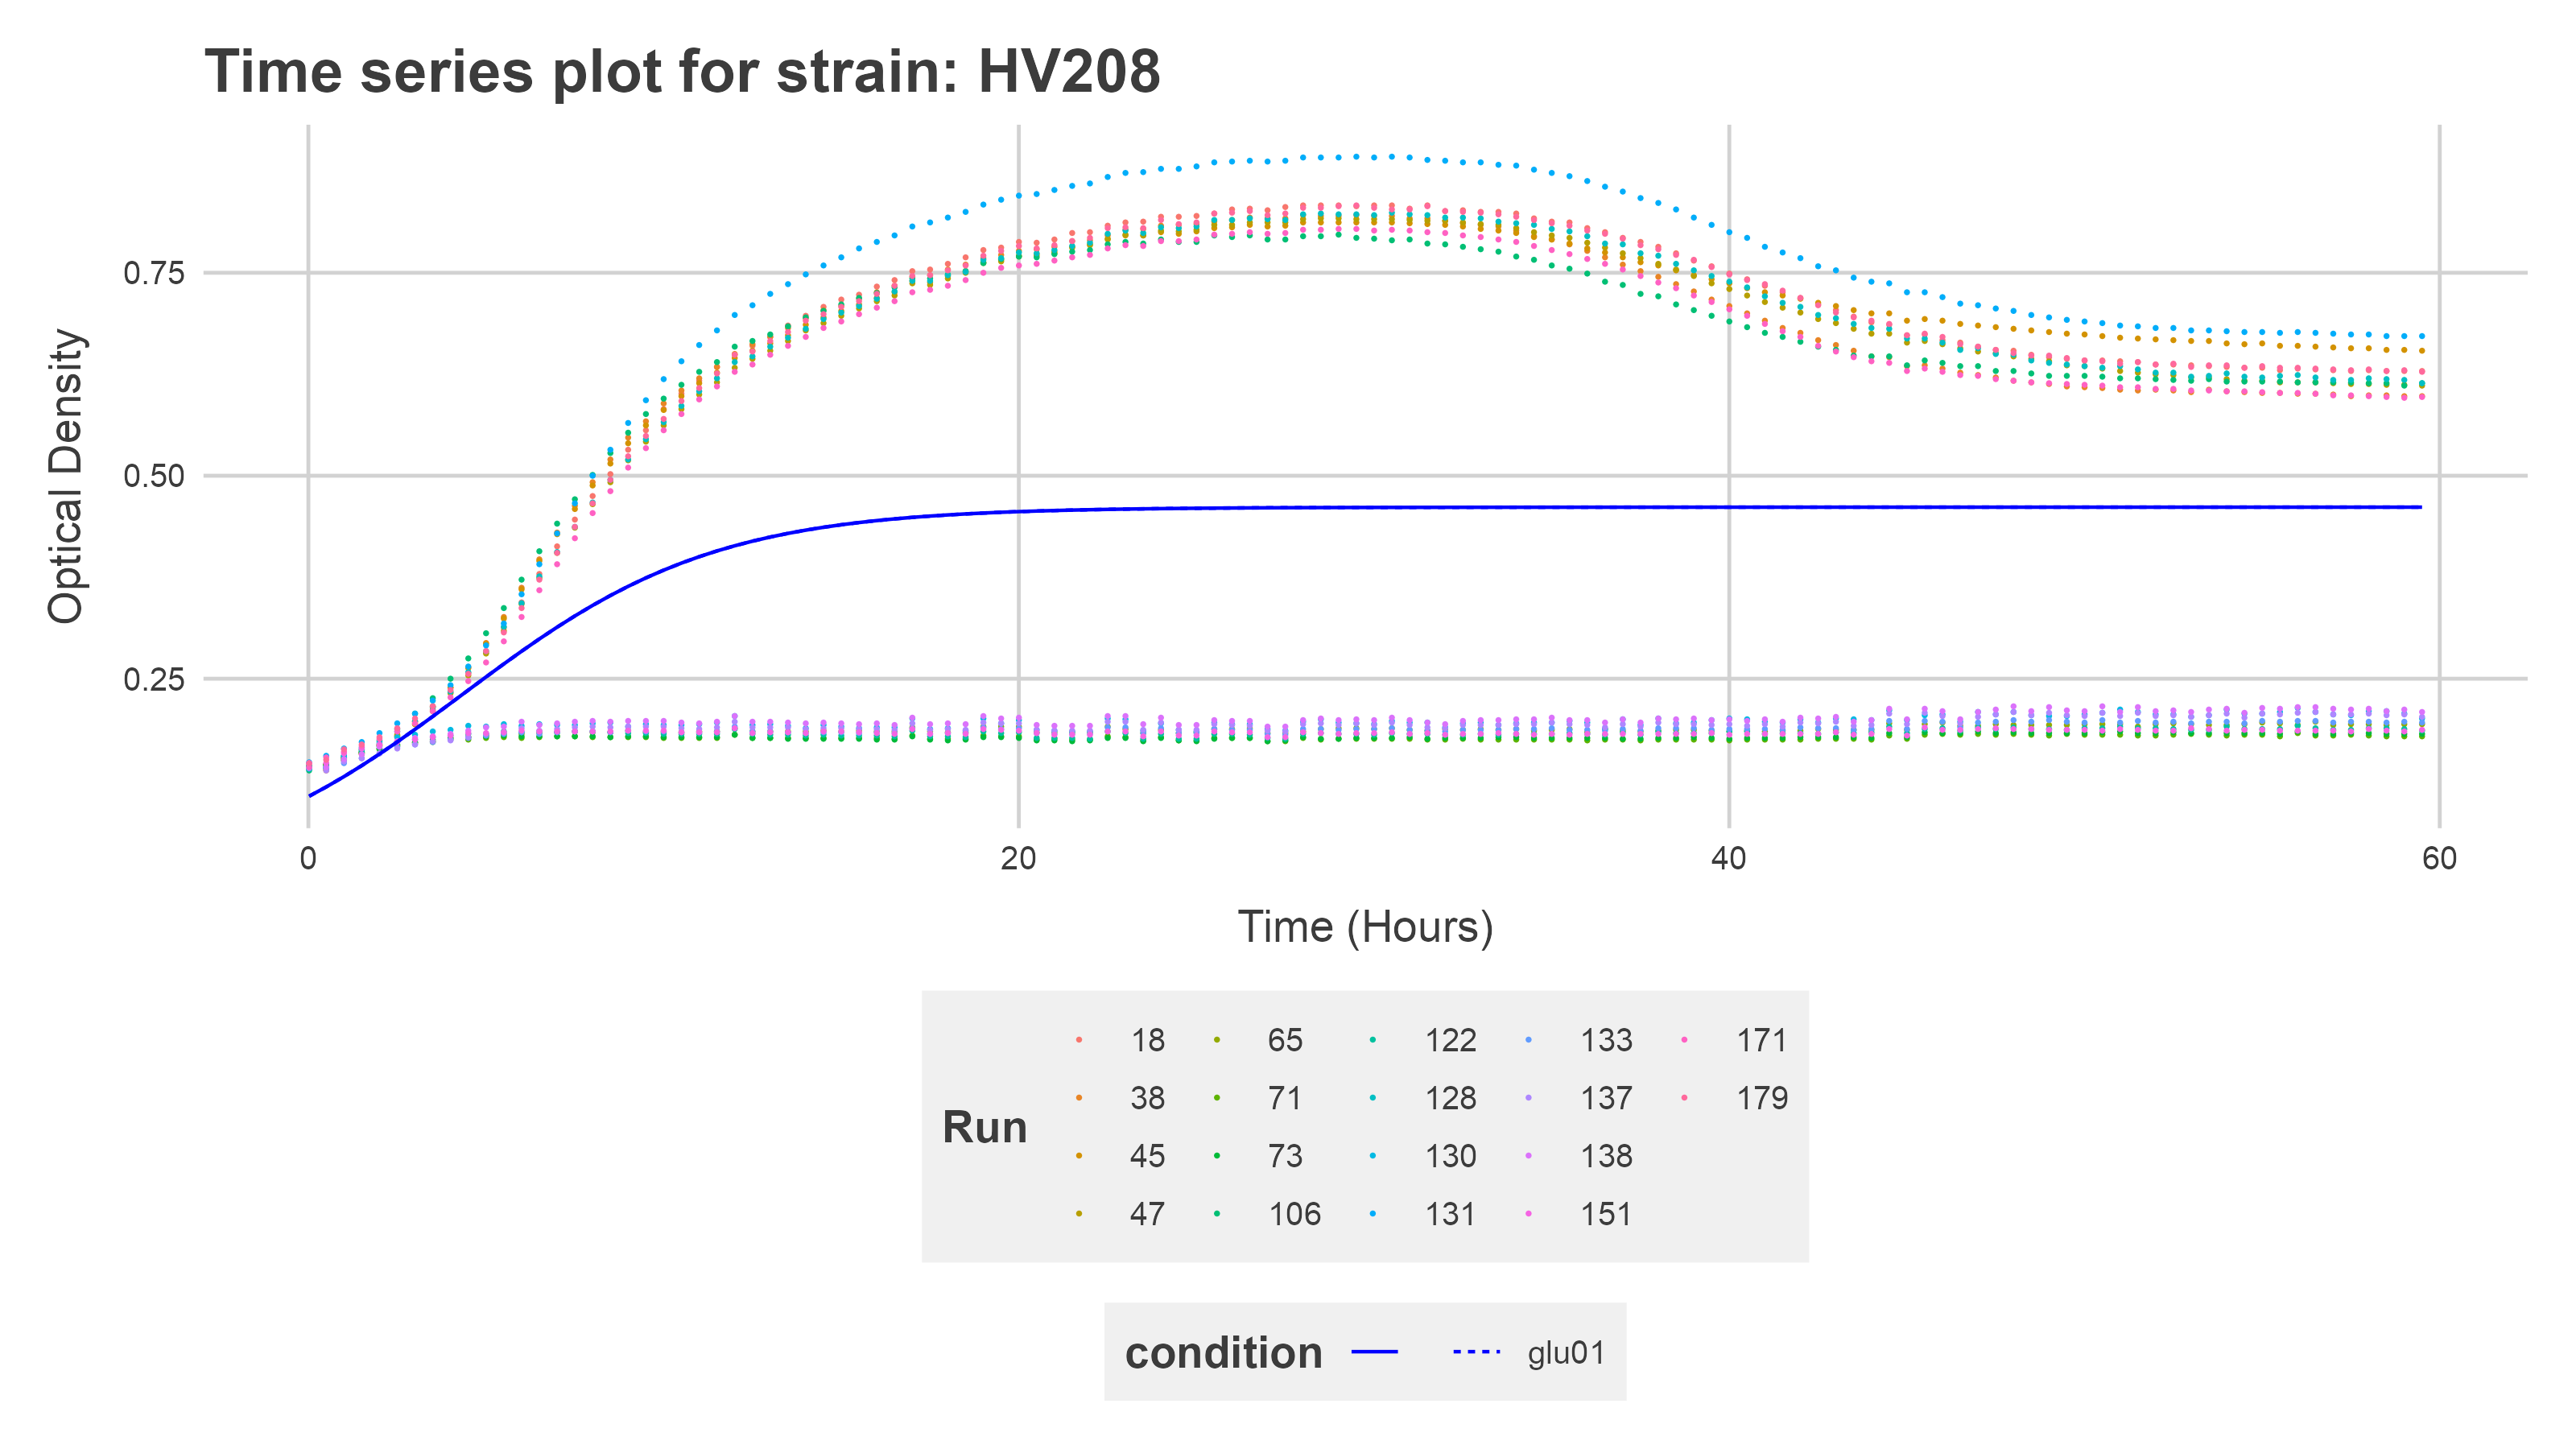 Time series plot for strain: HV208
Optical Density
0.75
0.50
0.25
0 20 40 60
Time (Hours)
Run
18 65 122 133 171
38 71 128 137 179
45 73 130 138
47 106 131 151
condition glu01